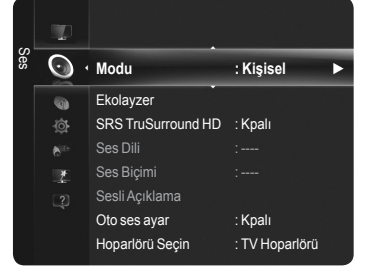 Ses
Modu : Kişisel
Ekolayzer
SRS TruSurround HD : Kpalı
Ses Dili : ----
Ses Biçimi : ----
Sesli Açıklama
Oto ses ayar : Kpalı
Hoparlörü Seçin : TV Hoparlörü